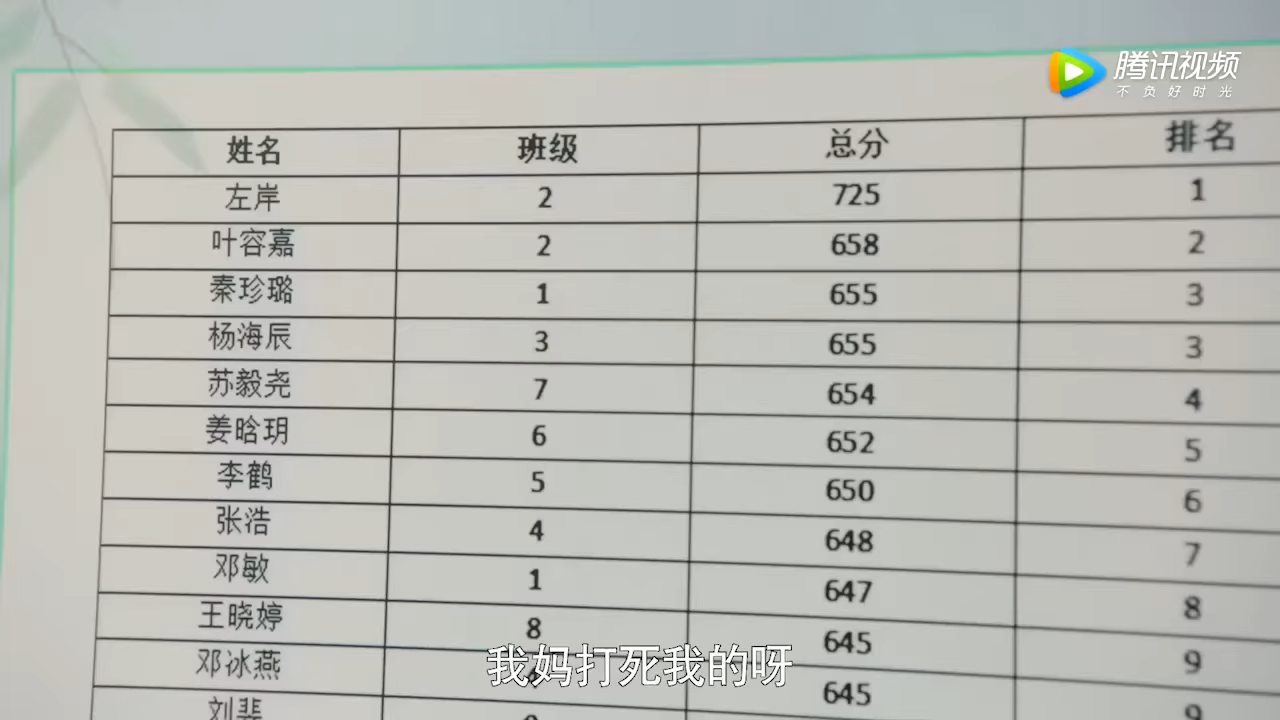 腾讯视频
不负好时光
姓名 班级 总分 排名
左岸 2 725 1
叶容嘉 2 658 2
秦珍璐 1 655 3
杨海辰 3 655 3
苏毅尧 7 654 4
姜晗玥 6 652 5
李鹤 5 650 6
张浩 4 648 7
邓敏 1 647 8
王晓婷 8 645 9
邓冰燕 645 9
刘斐
我妈打死我的呀